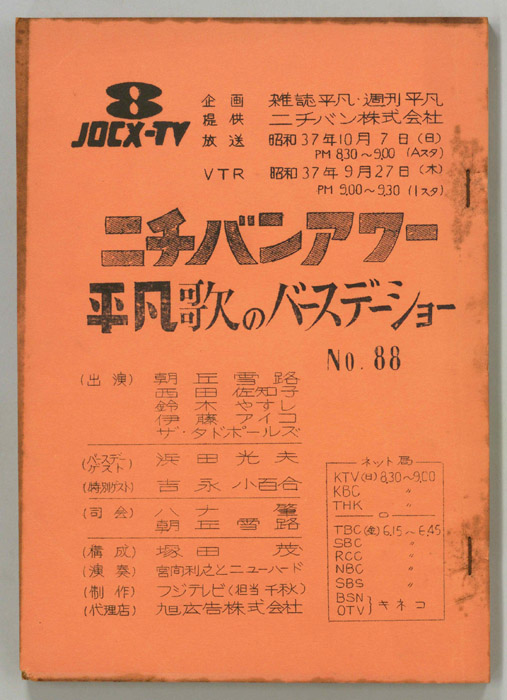 8
JOCX-TV
企画 雑誌平凡・週刊平凡
提供 ニチバン株式会社
放送 昭和37年10月7日(日)
PM 8.30~9.00 (Aスタ)
VTR 昭和37年9月27日(木)
PM 9.00~9.30 (1スタ)
ニチバンアワー
平凡歌のバースデーショー
No. 88
(出演) 朝丘雪路
西田佐知子
鈴木やすし
伊藤アイコ
ザ・タドポールズ
(バースデーゲスト) 浜田光夫
(特別ゲスト) 吉永小百合
(司会) ハナ肇
朝丘雪路
(構成) 塚田茂
(演奏) 宮間利之とニューハード
(制作) フジテレビ(担当 千秋)
(代理店) 旭広告株式会社
ネット局
KTV(日)8.30~9.00
KBC 〃
THK 〃
TBC(金)6.15~6.45
SBC 〃
RCC 〃
NBC 〃
SBS 〃
BSN
OTV } キネコ